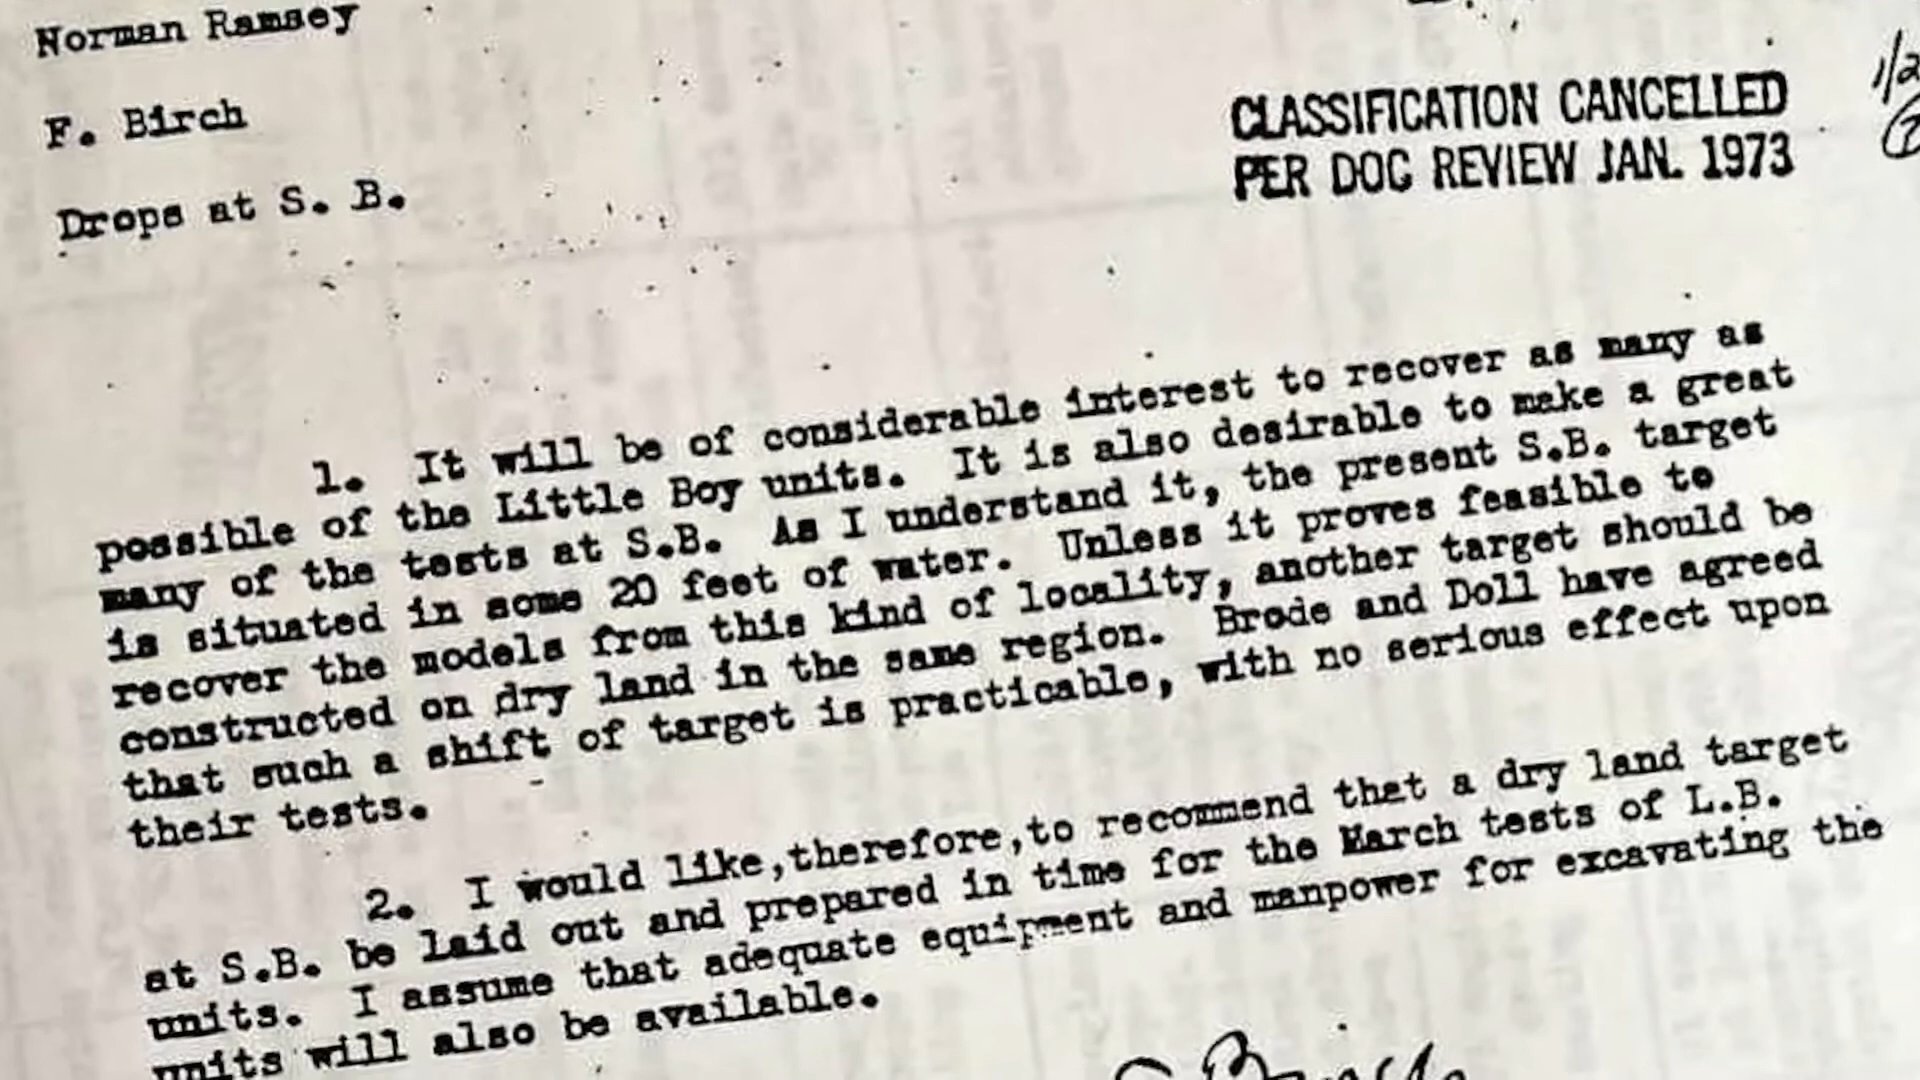 Norman Ramsey
F. Birch
Drops at S. B.
CLASSIFICATION CANCELLED
PER DOC REVIEW JAN. 1973
1. It will be of considerable interest to recover as many as
possible of the Little Boy units. It is also desirable to make a great
many of the tests at S.B. As I understand it, the present S.B. target
is situated in some 20 feet of water. Unless it proves feasible to
recover the models from this kind of locality, another target should be
constructed on dry land in the same region. Brode and Doll have agreed
that such a shift of target is practicable, with no serious effect upon
their tests.
2. I would like,therefore,to recommend that a dry land target
at S.B. be laid out and prepared in time for the March tests of L.B.
units. I assume that adequate equipment and manpower for excavating the
units will also be available.